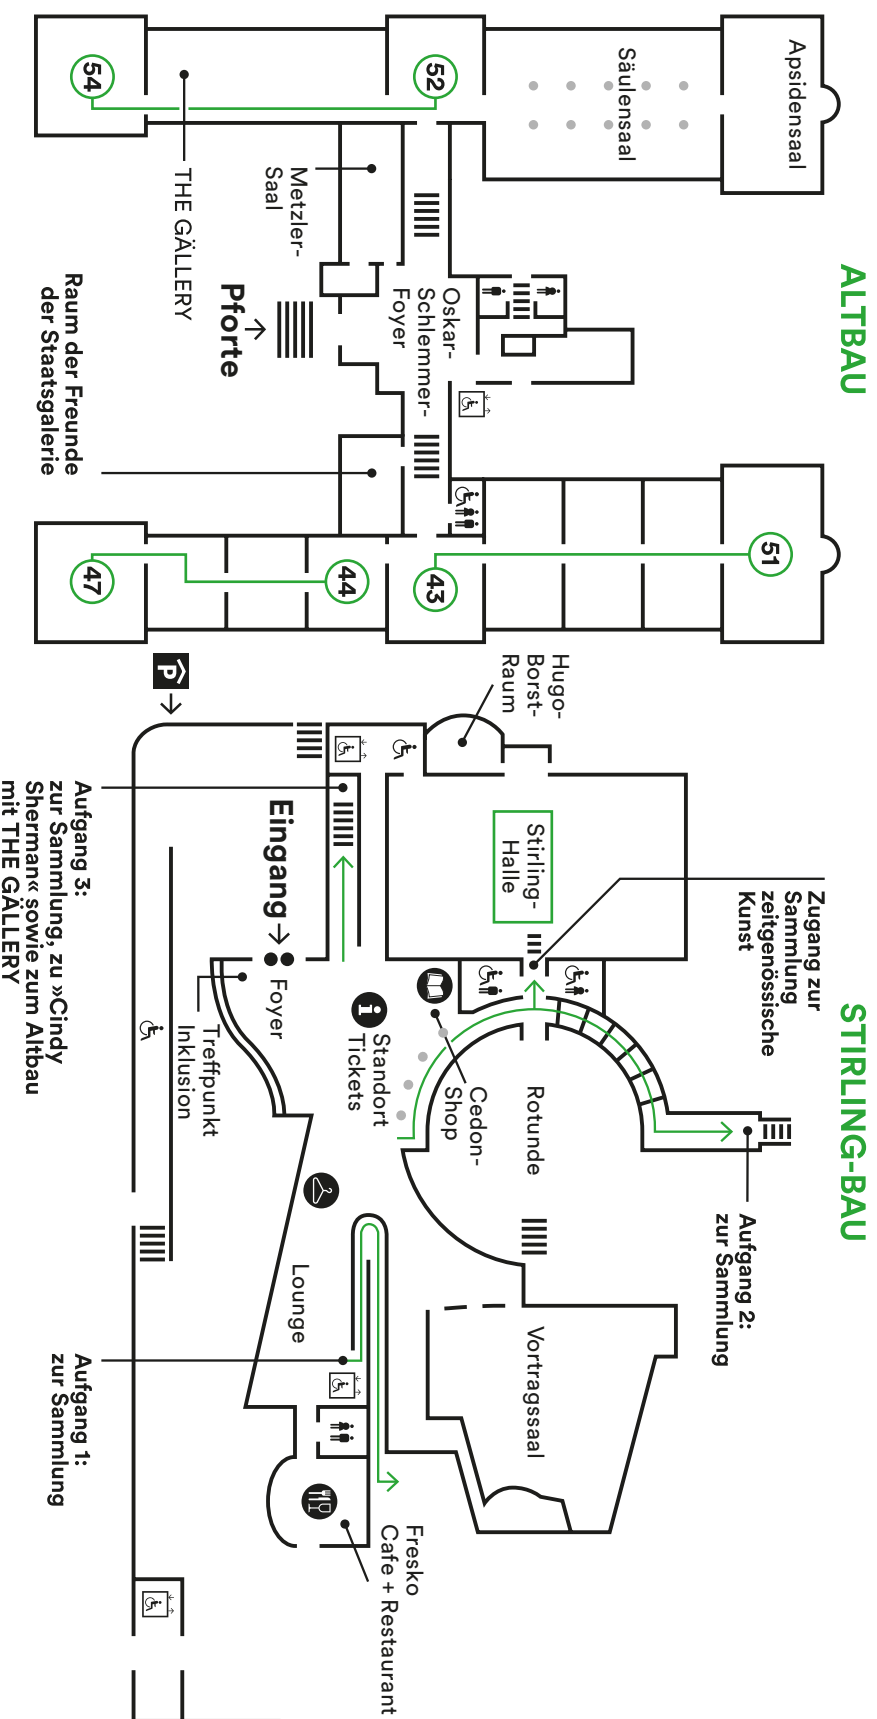 ALTBAU
Apsidensaal
Säulensaal
52
54
THE GÄLLERY
Metzler-
Saal
Oskar-
Schlemmer-
Foyer
Pforte
Raum der Freunde
der Staatsgalerie
51
43
44
47
STIRLING-BAU
P
Hugo-
Borst-
Raum
Stirling-
Halle
Zugang zur
Sammlung
zeitgenössische
Kunst
Aufgang 3:
zur Sammlung, zu »Cindy
Sherman« sowie zum Altbau
mit THE GÄLLERY
Eingang
Foyer
Treffpunkt
Inklusion
i
Standort
Tickets
Cedon-
Shop
Rotunde
Aufgang 2:
zur Sammlung
Lounge
Vortragssaal
Aufgang 1:
zur Sammlung
Fresko
Cafe + Restaurant